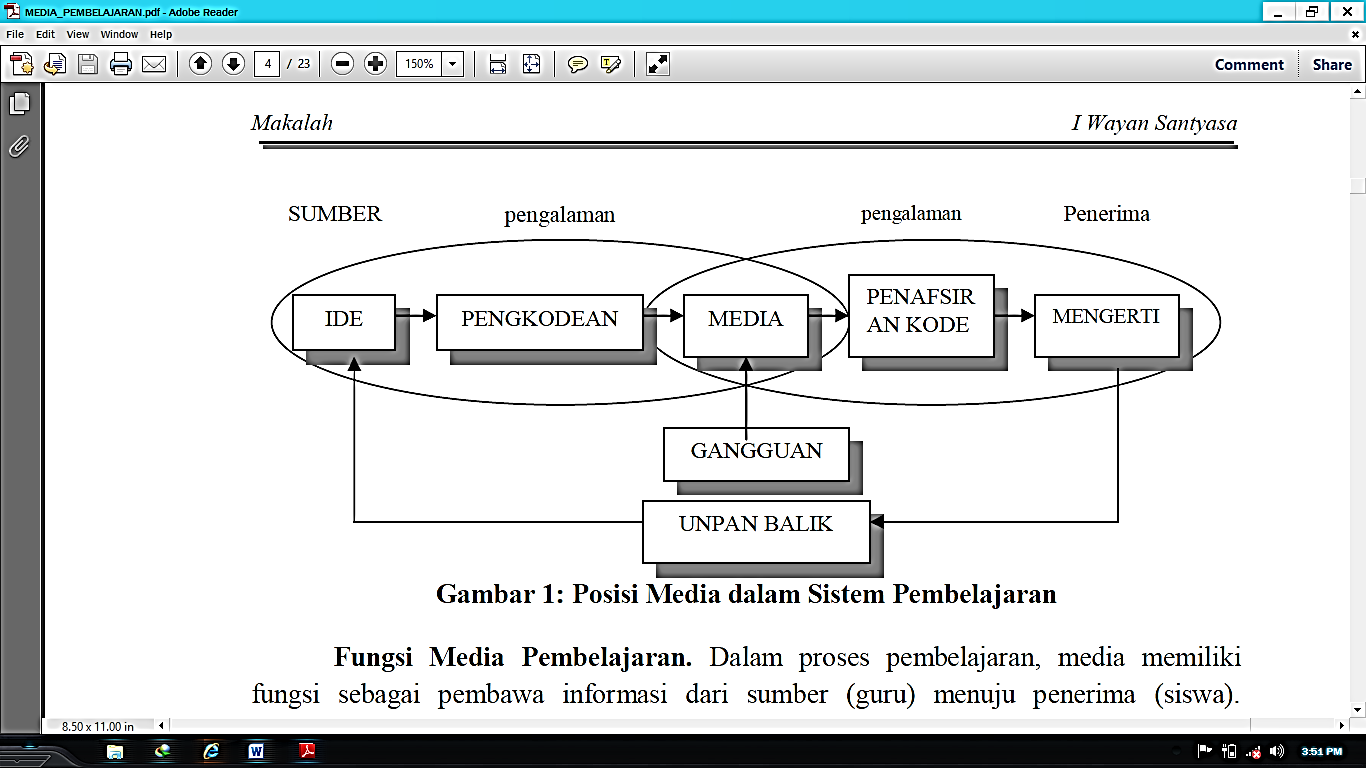 MEDIA_PEMBELAJARAN.pdf - Adobe Reader
File Edit View Window Help
4 / 23 150% Comment Share
Makalah I Wayan Santyasa
SUMBER pengalaman pengalaman Penerima
IDE PENGKODEAN MEDIA PENAFSIR
AN KODE MENGERTI
GANGGUAN
UNPAN BALIK
Gambar 1: Posisi Media dalam Sistem Pembelajaran
Fungsi Media Pembelajaran. Dalam proses pembelajaran, media memiliki
fungsi sebagai pembawa informasi dari sumber (guru) menuju penerima (siswa).
8.50 x 11.00 in
3:51 PM